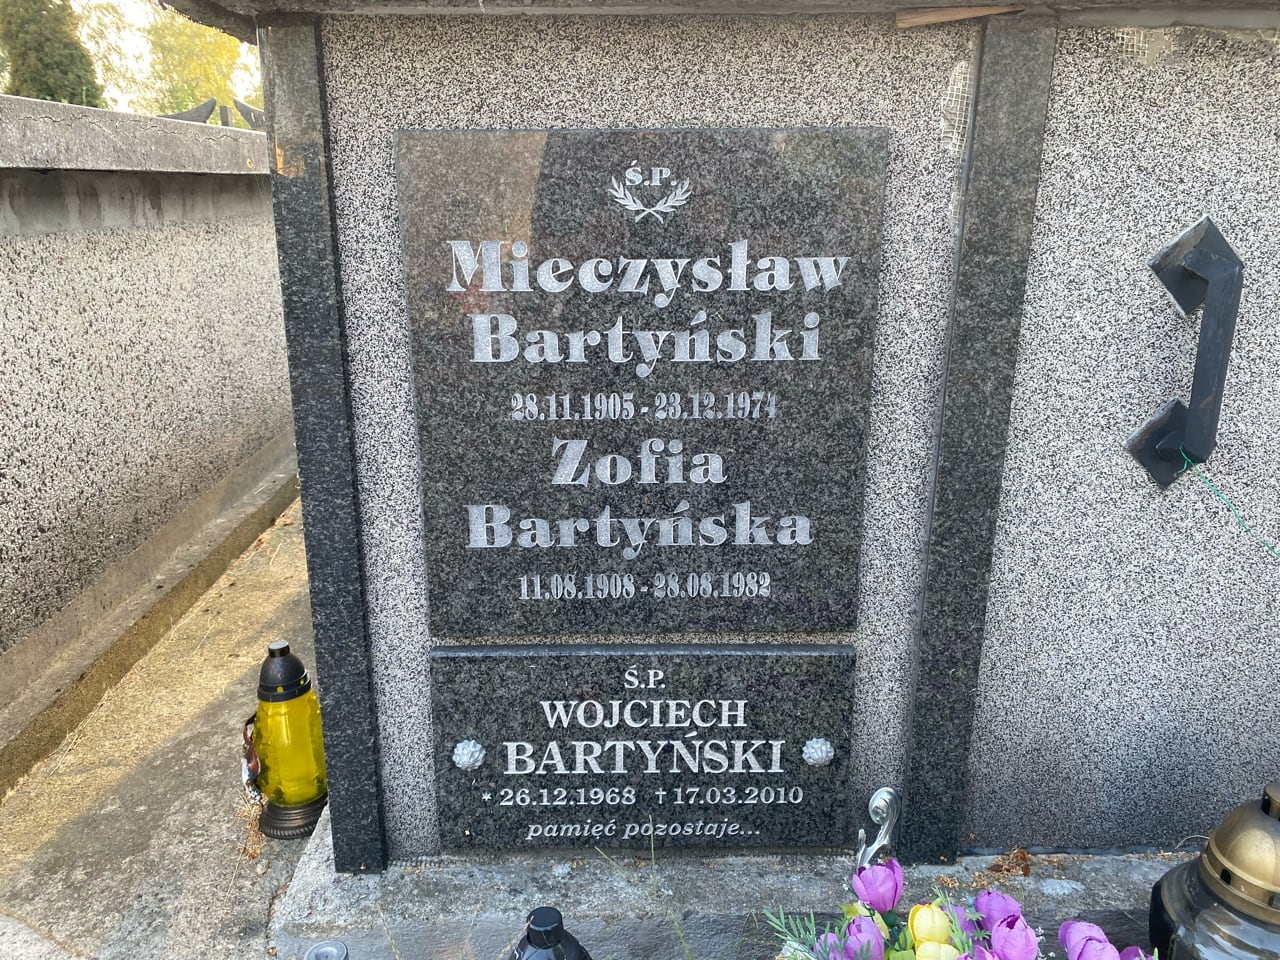 Ś.P.
Mieczysław
Bartyński
28.11.1905 - 23.12.1974
Zofia
Bartyńska
11.08.1908 - 28.08.1982
Ś.P.
WOJCIECH
BARTYŃSKI
* 26.12.1968 † 17.03.2010
pamięć pozostaje...